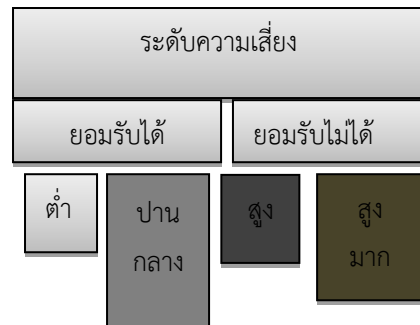 ระดับความเสี่ยง
ยอมรับได้
ยอมรับไม่ได้
ต่ำ
ปาน
กลาง
สูง
สูง
มาก